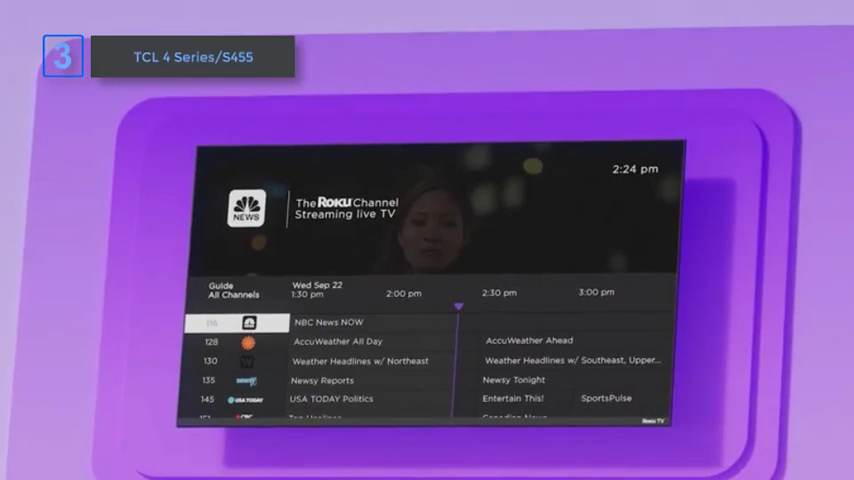 3
TCL 4 Series/S455
2:24 pm
NEWS
The Roku Channel
Streaming live TV
Guide
All Channels
Wed Sep 22
1:30 pm 2:00 pm 2:30 pm 3:00 pm
116 NBC News NOW
128 AccuWeather All Day AccuWeather Ahead
130 W Weather Headlines w/ Northeast Weather Headlines w/ Southeast, Upper...
135 newsy Newsy Reports Newsy Tonight
145 USA TODAY USA TODAY Politics Entertain This! SportsPulse
Roku TV